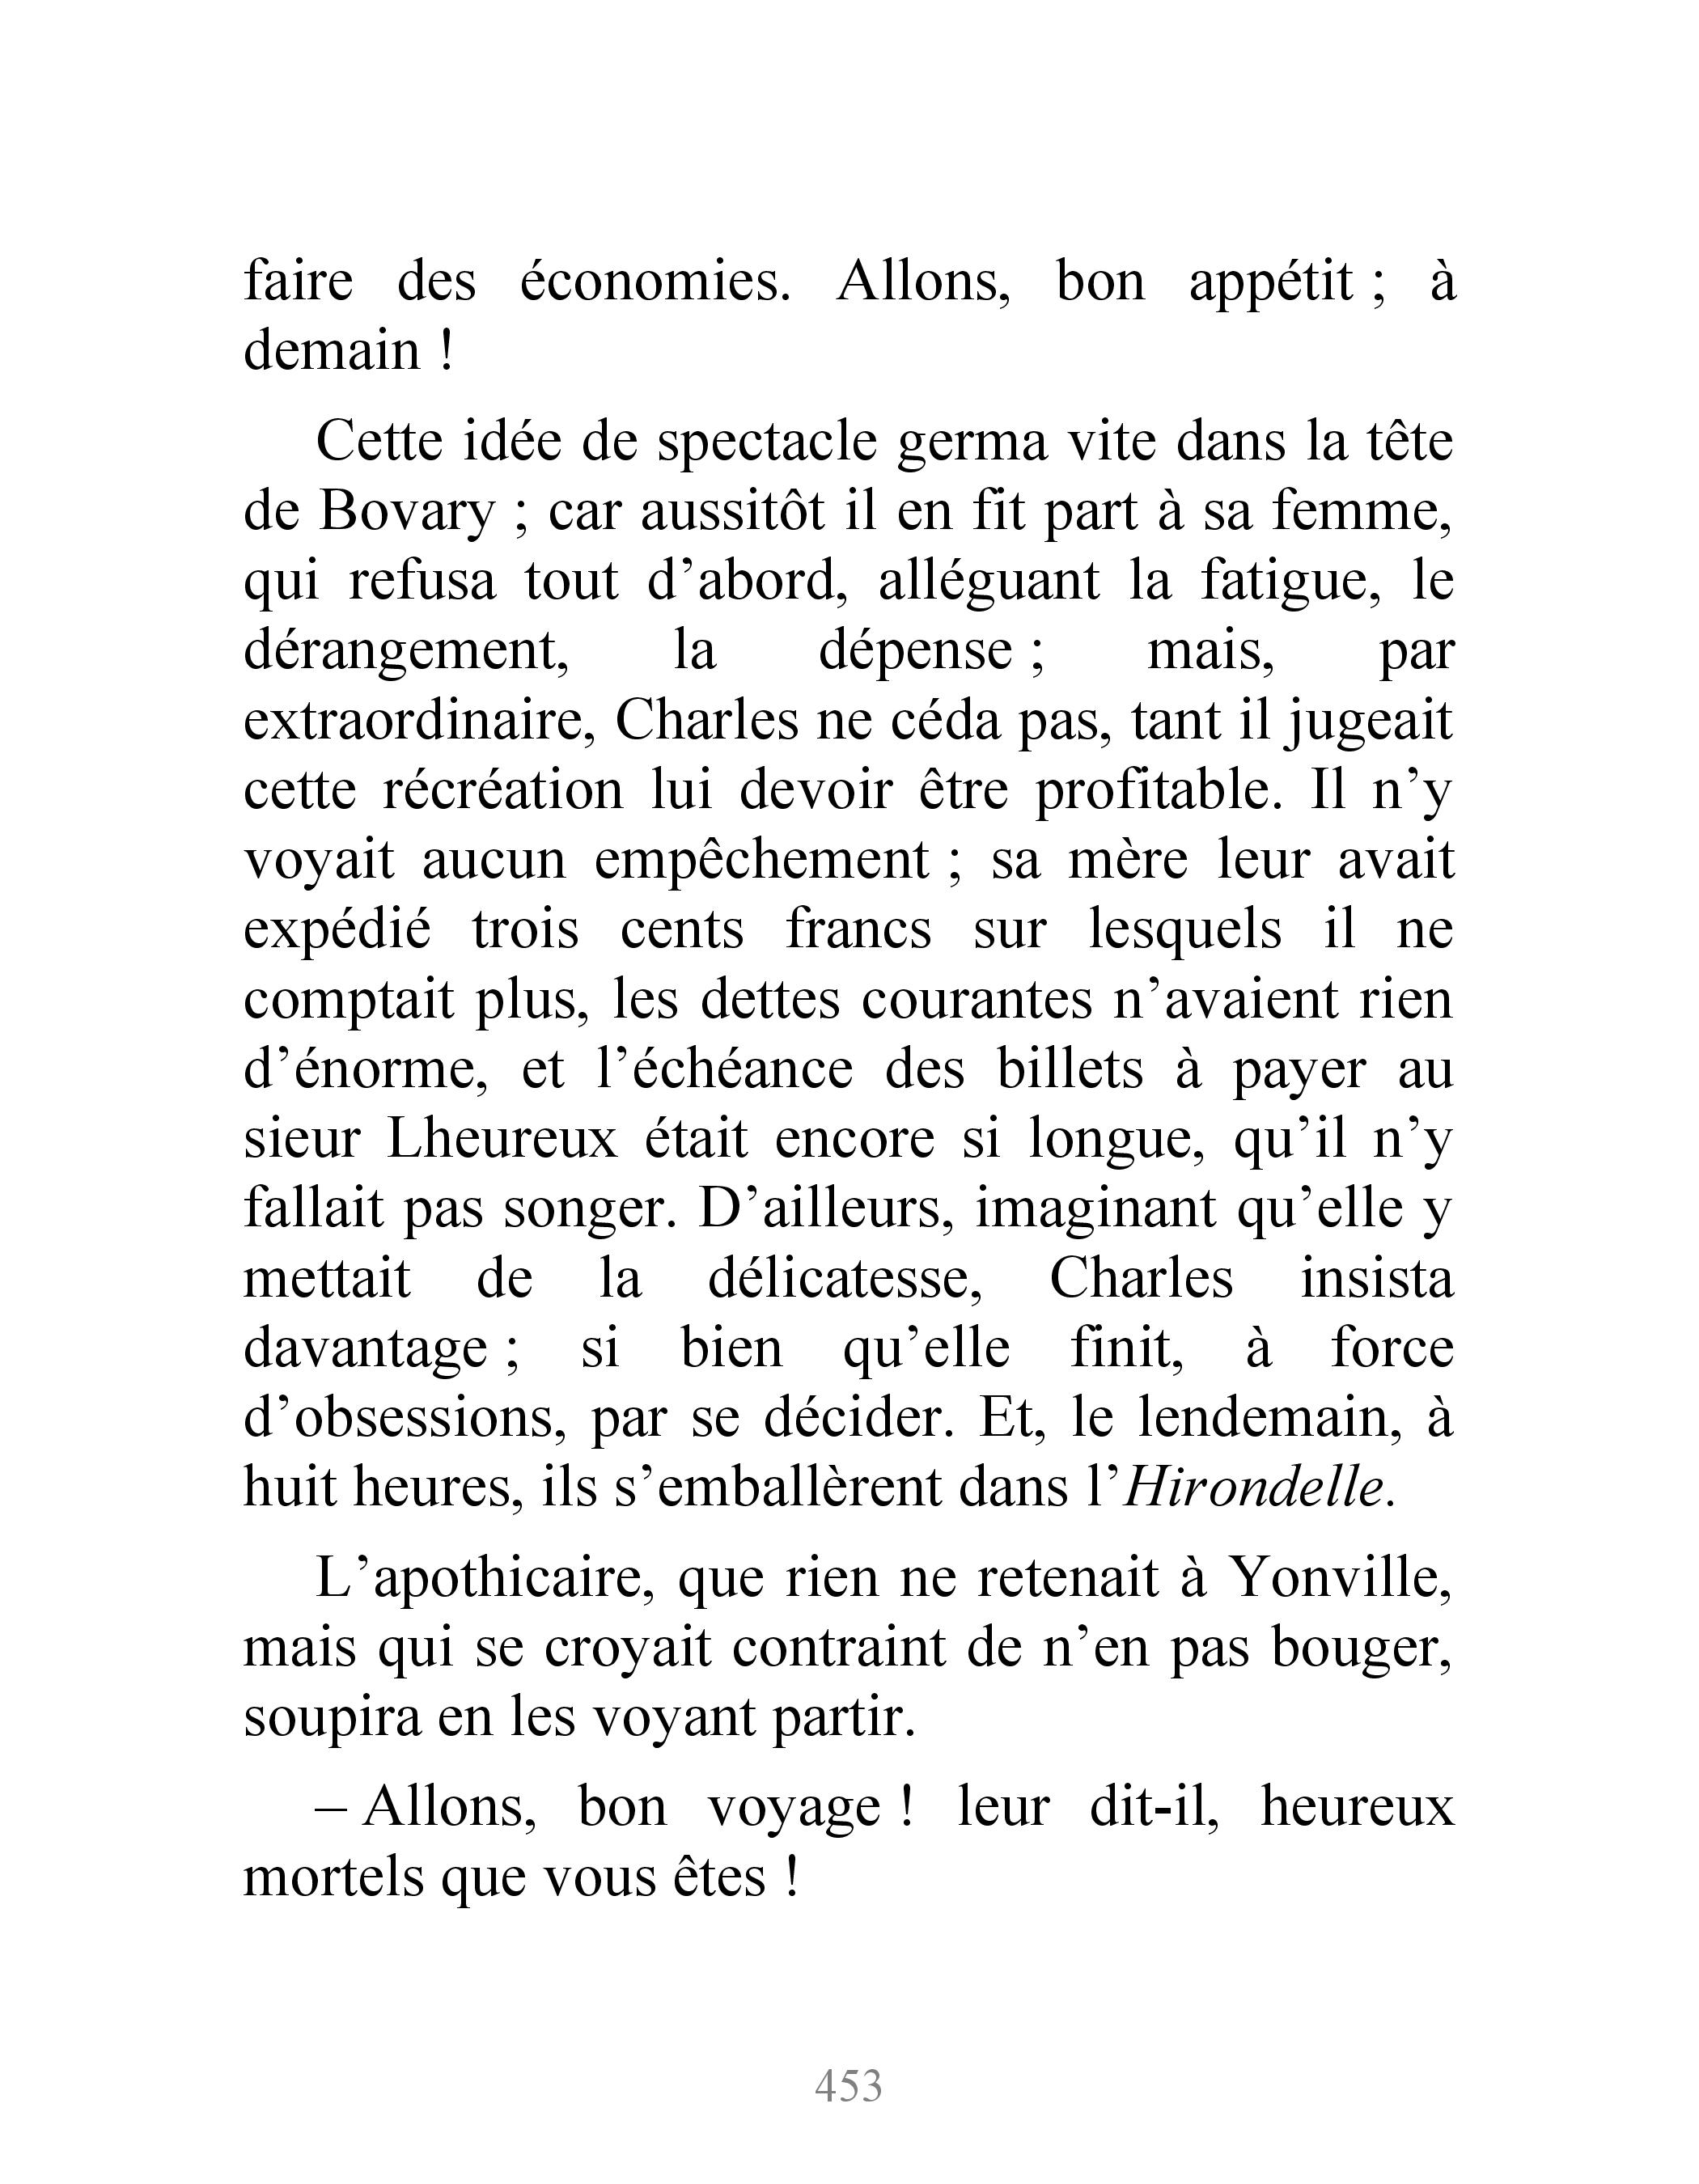 faire des économies. Allons, bon appétit ; à
demain !
Cette idée de spectacle germa vite dans la tête
de Bovary ; car aussitôt il en fit part à sa femme,
qui refusa tout d’abord, alléguant la fatigue, le
dérangement, la dépense ; mais, par
extraordinaire, Charles ne céda pas, tant il jugeait
cette récréation lui devoir être profitable. Il n’y
voyait aucun empêchement ; sa mère leur avait
expédié trois cents francs sur lesquels il ne
comptait plus, les dettes courantes n’avaient rien
d’énorme, et l’échéance des billets à payer au
sieur Lheureux était encore si longue, qu’il n’y
fallait pas songer. D’ailleurs, imaginant qu’elle y
mettait de la délicatesse, Charles insista
davantage ; si bien qu’elle finit, à force
d’obsessions, par se décider. Et, le lendemain, à
huit heures, ils s’emballèrent dans l’Hirondelle.
L’apothicaire, que rien ne retenait à Yonville,
mais qui se croyait contraint de n’en pas bouger,
soupira en les voyant partir.
– Allons, bon voyage ! leur dit-il, heureux
mortels que vous êtes !
453